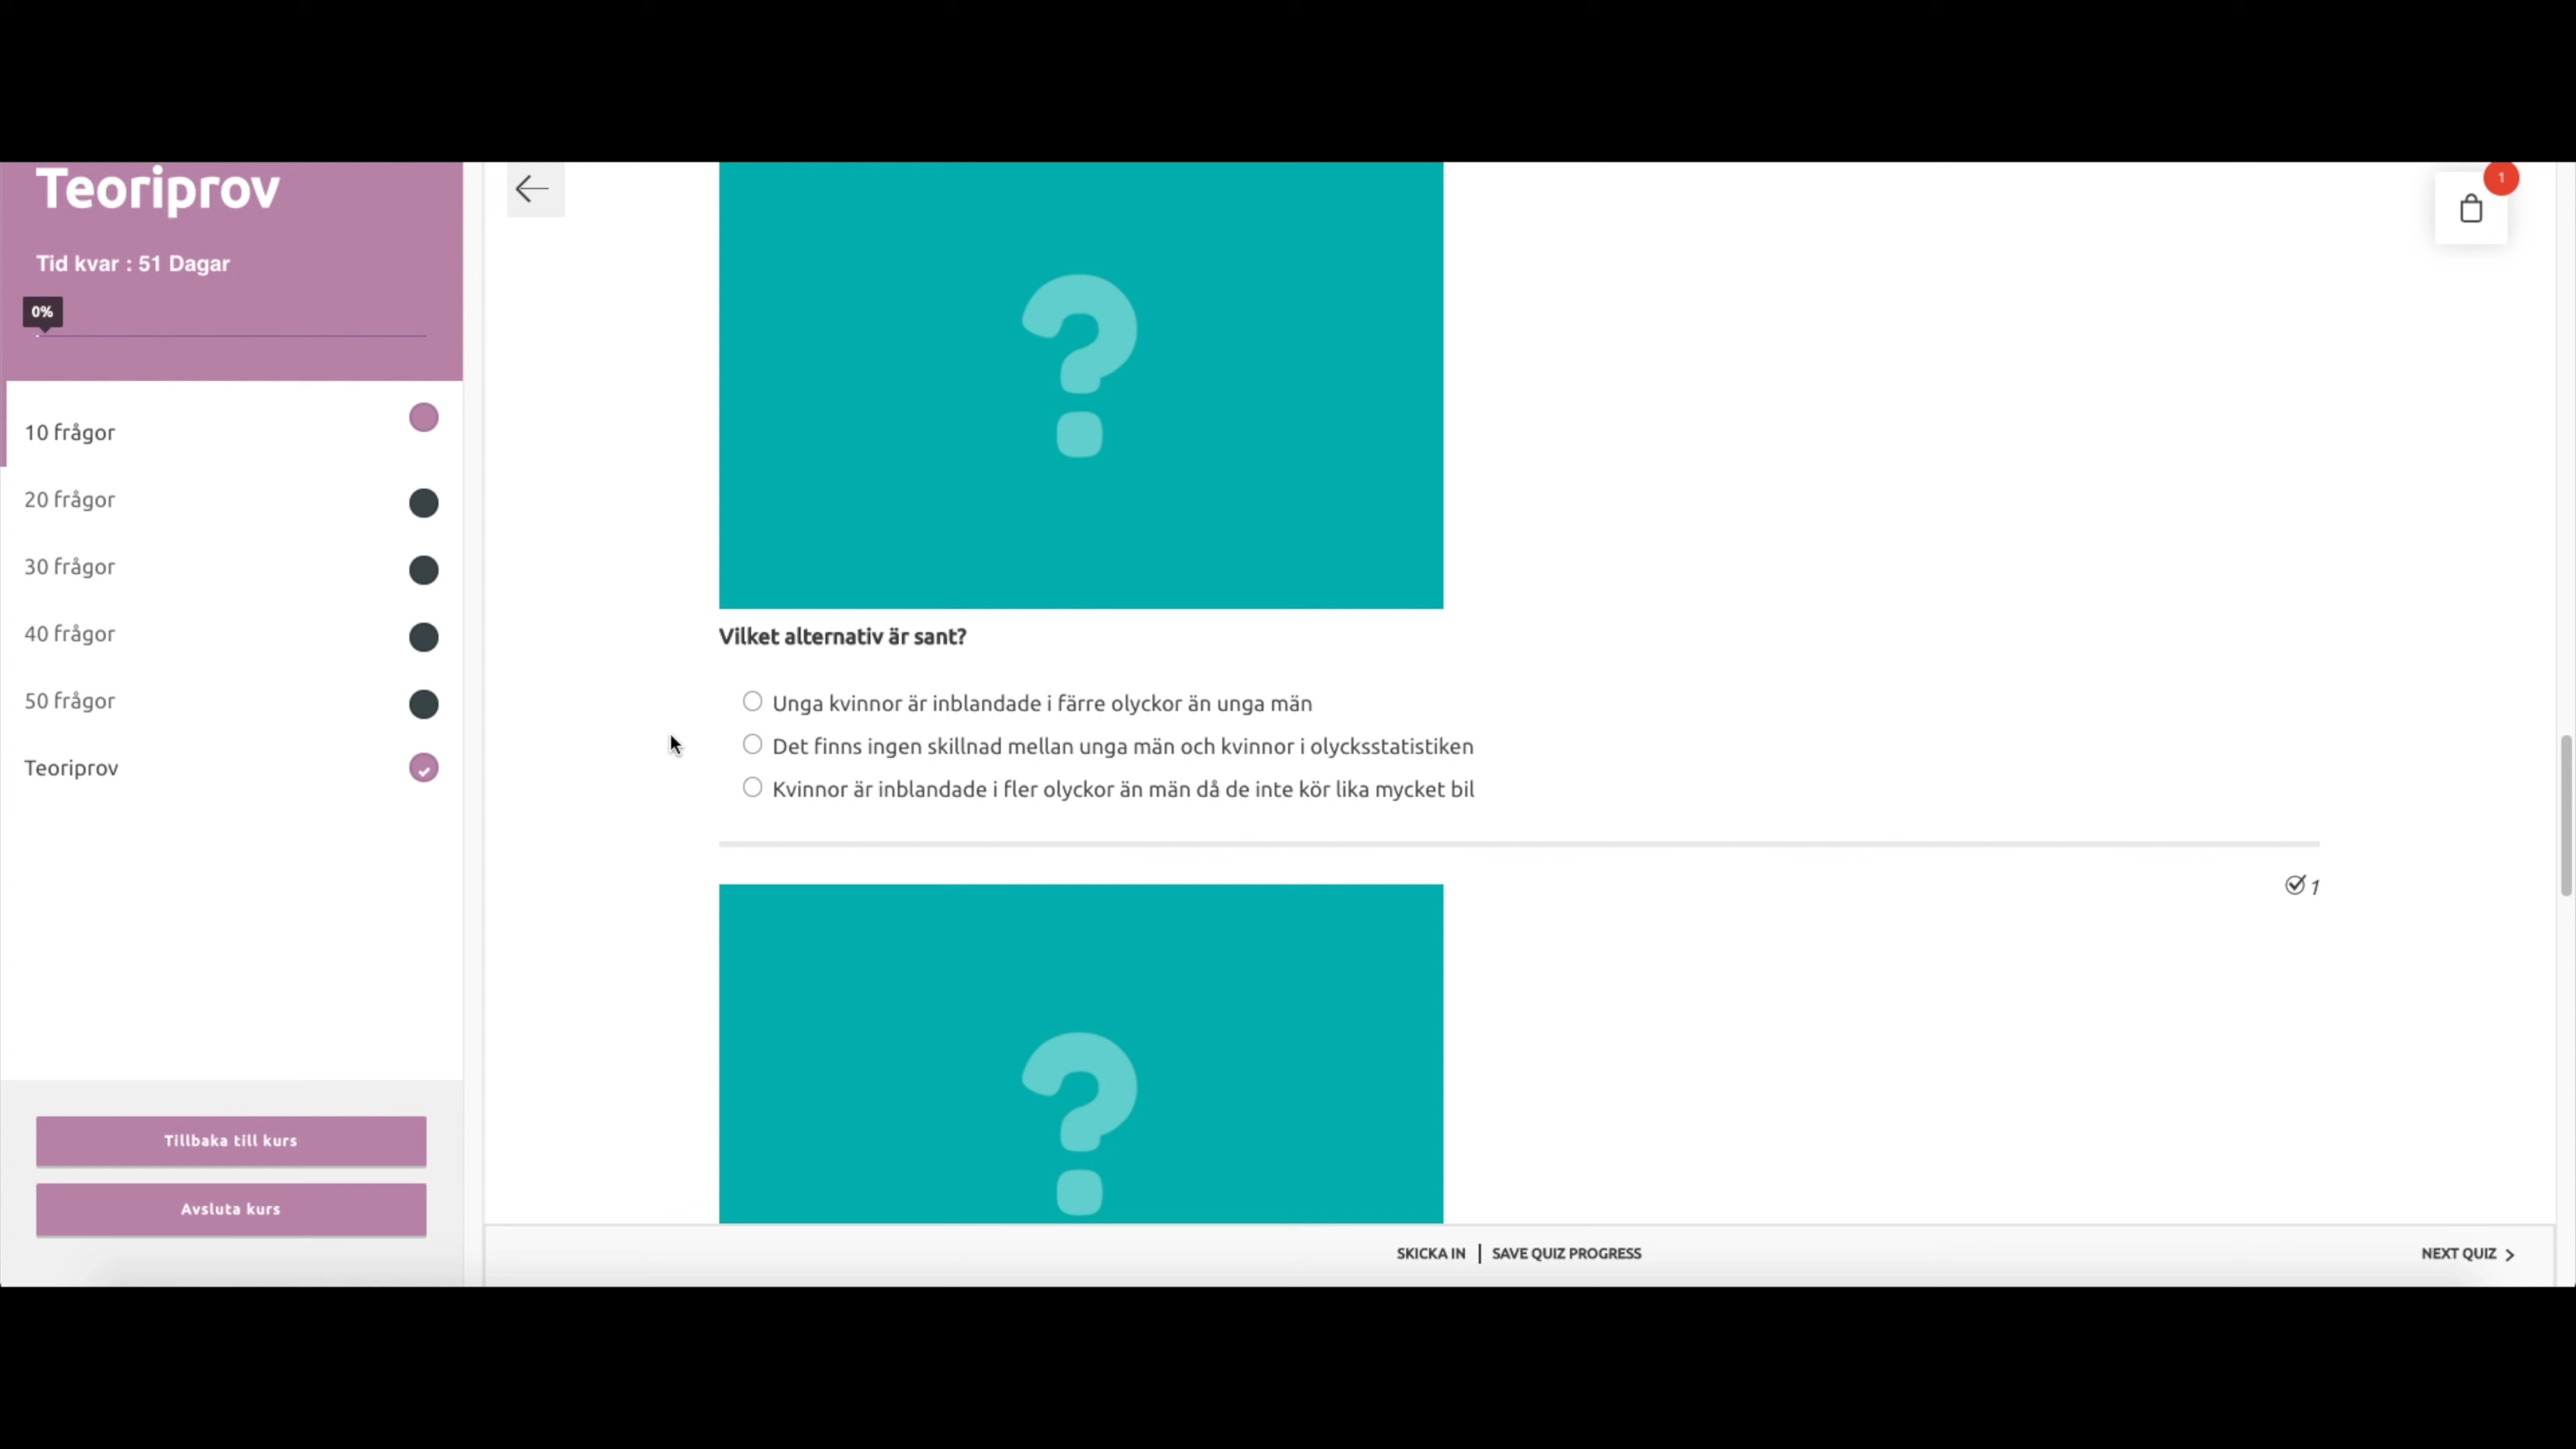 Teoriprov
Tid kvar : 51 Dagar
0%
10 frågor
20 frågor
30 frågor
40 frågor
50 frågor
Teoriprov
Tillbaka till kurs
Avsluta kurs
1
?
Vilket alternativ är sant?
Unga kvinnor är inblandade i färre olyckor än unga män
Det finns ingen skillnad mellan unga män och kvinnor i olycksstatistiken
Kvinnor är inblandade i fler olyckor än män då de inte kör lika mycket bil
1
?
SKICKA IN | SAVE QUIZ PROGRESS
NEXT QUIZ